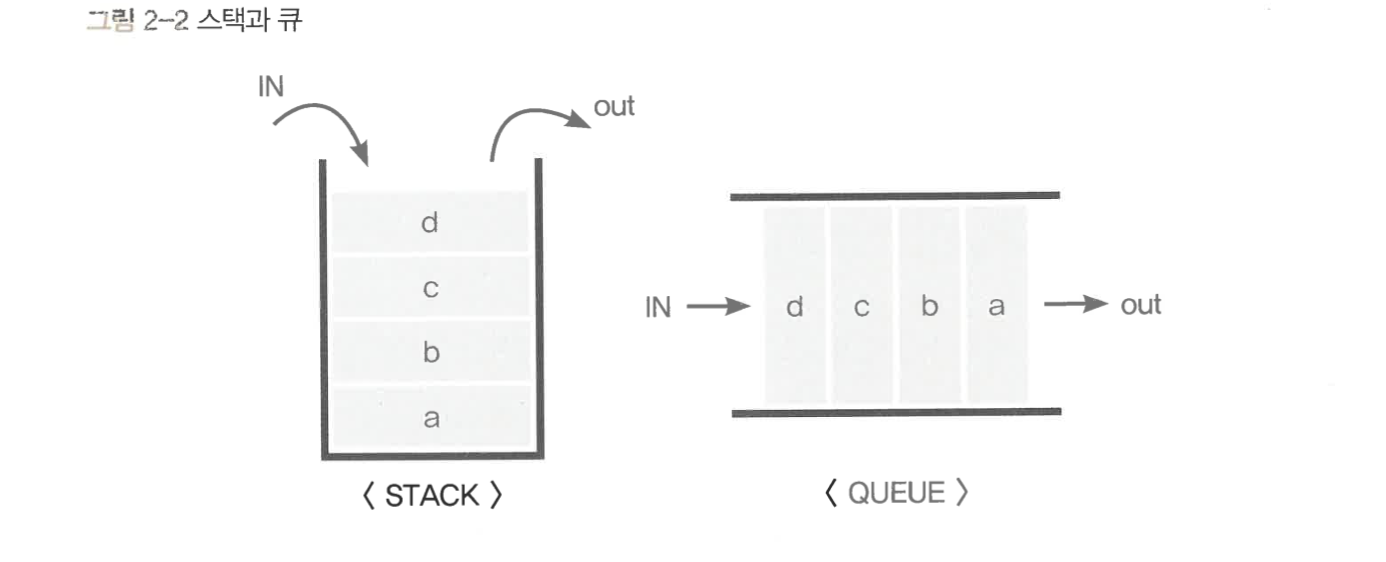 그림 2-2 스택과 큐
IN
out
d
c
b
a
〈 STACK 〉
IN
d c b a
out
〈 QUEUE 〉